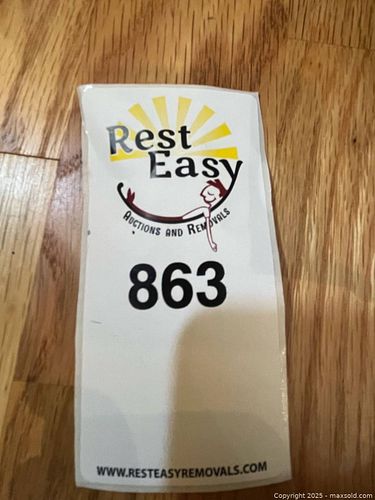 Rest
Easy
AUCTIONS AND REMOVALS
863
WWW.RESTEASYREMOVALS.COM
Copyright 2025 - maxsold.com